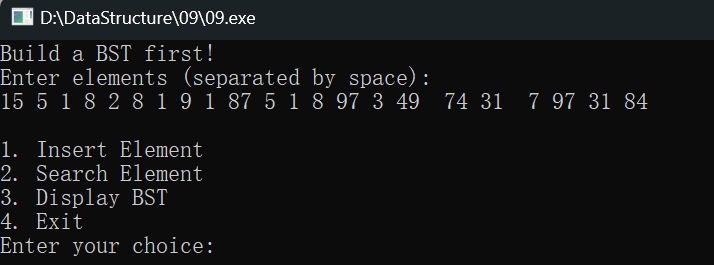 D:\DataStructure\09\09.exe
Build a BST first!
Enter elements (separated by space):
15 5 1 8 2 8 1 9 1 87 5 1 8 97 3 49  74 31  7 97 31 84
1. Insert Element
2. Search Element
3. Display BST
4. Exit
Enter your choice: